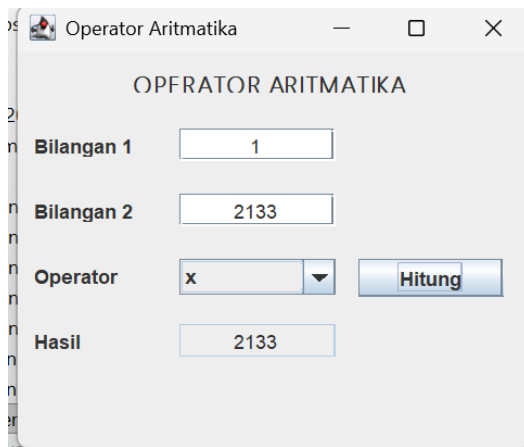 Operator Aritmatika
OPERATOR ARITMATIKA
Bilangan 1 1
Bilangan 2 2133
Operator x Hitung
Hasil 2133